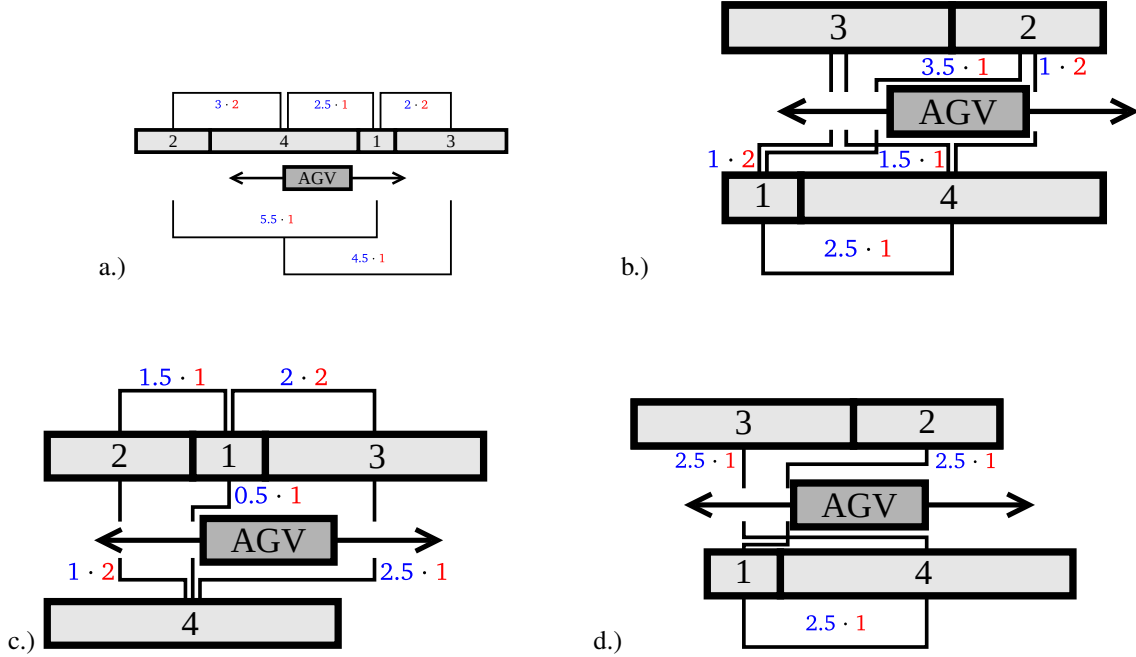 3 · 2 2.5 · 1 2 · 2
2 4 1 3
AGV
5.5 · 1
4.5 · 1
a.)
3 2
3.5 · 1 1 · 2
AGV
1 · 2 1.5 · 1
1 4
2.5 · 1
b.)
1.5 · 1 2 · 2
2 1 3
0.5 · 1
AGV
1 · 2 2.5 · 1
4
c.)
3 2
2.5 · 1 2.5 · 1
AGV
1 4
2.5 · 1
d.)